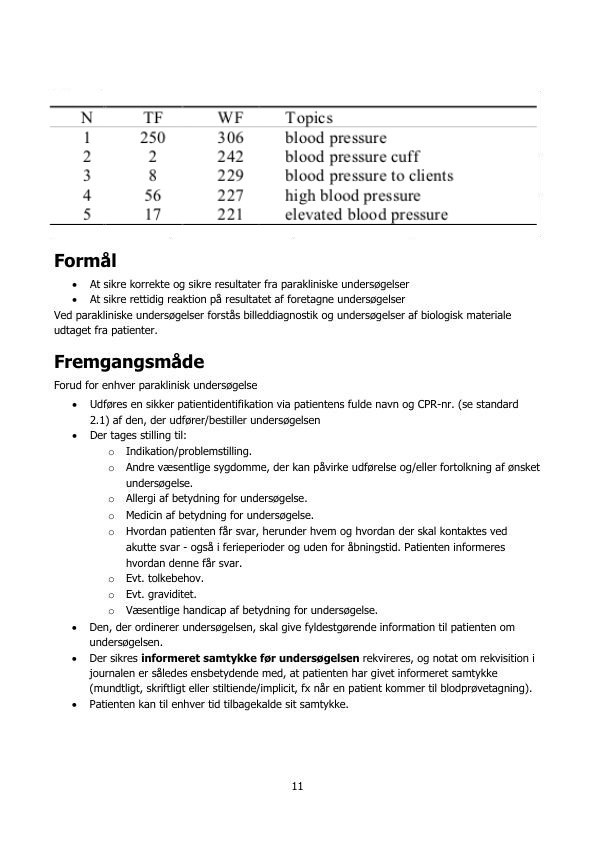 N TF WF Topics
1 250 306 blood pressure
2 2 242 blood pressure cuff
3 8 229 blood pressure to clients
4 56 227 high blood pressure
5 17 221 elevated blood pressure
Formål
• At sikre korrekte og sikre resultater fra parakliniske undersøgelser
• At sikre rettidig reaktion på resultatet af foretagne undersøgelser
Ved parakliniske undersøgelser forstås billeddiagnostik og undersøgelser af biologisk materiale
udtaget fra patienter.
Fremgangsmåde
Forud for enhver paraklinisk undersøgelse
• Udføres en sikker patientidentifikation via patientens fulde navn og CPR-nr. (se standard
2.1) af den, der udfører/bestiller undersøgelsen
• Der tages stilling til:
o Indikation/problemstilling.
o Andre væsentlige sygdomme, der kan påvirke udførelse og/eller fortolkning af ønsket
undersøgelse.
o Allergi af betydning for undersøgelse.
o Medicin af betydning for undersøgelse.
o Hvordan patienten får svar, herunder hvem og hvordan der skal kontaktes ved
akutte svar - også i ferieperioder og uden for åbningstid. Patienten informeres
hvordan denne får svar.
o Evt. tolkebehov.
o Evt. graviditet.
o Væsentlige handicap af betydning for undersøgelse.
• Den, der ordinerer undersøgelsen, skal give fyldestgørende information til patienten om
undersøgelsen.
• Der sikres informeret samtykke før undersøgelsen rekvireres, og notat om rekvisition i
journalen er således ensbetydende med, at patienten har givet informeret samtykke
(mundtligt, skriftligt eller stiltiende/implicit, fx når en patient kommer til blodprøvetagning).
• Patienten kan til enhver tid tilbagekalde sit samtykke.
11